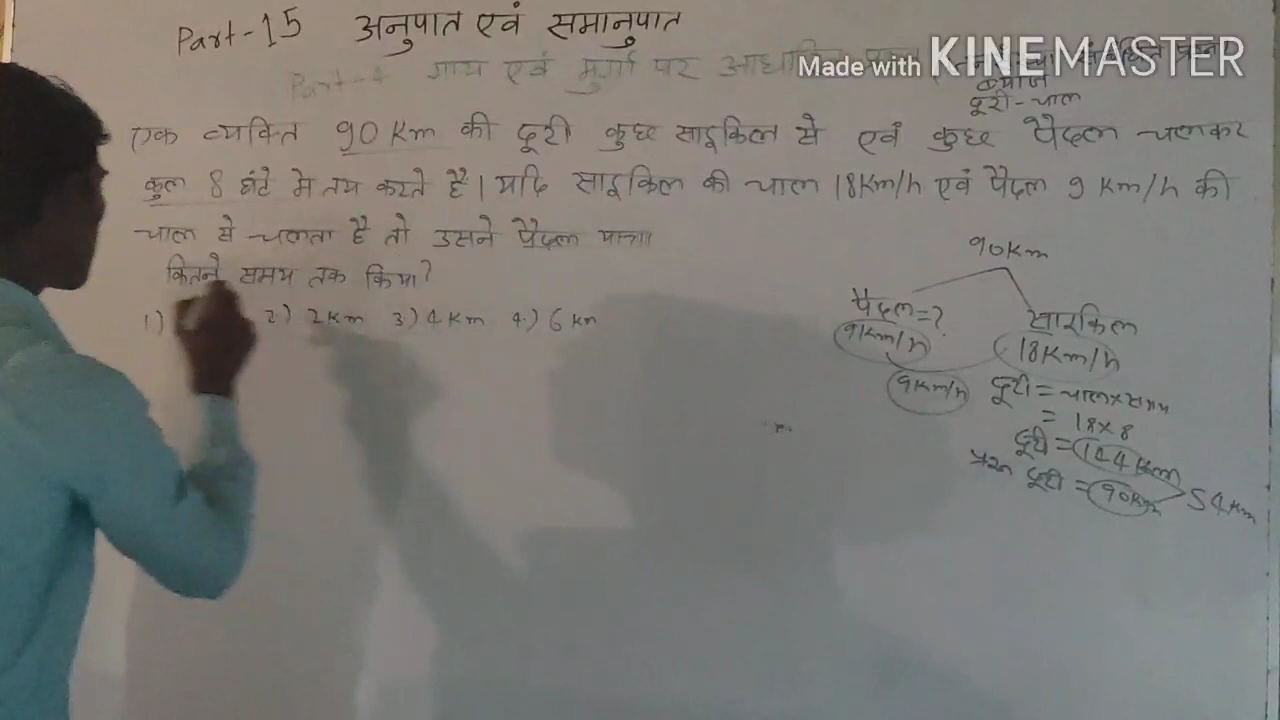 Part-15 अनुपात एवं समानुपात
Part-4 गाय एवं मुर्गा पर आधारित
Made with KINEMASTER
ब्याज
दूरी-चाल
एक व्यक्ति 90 Km की दूरी कुछ साइकिल से एवं कुछ पैदल चलकर
कुल 8 घंटे मे तय करते है। यदि साइकिल की चाल 18Km/h एवं पैदल 9 Km/h की
चाल से चलता है तो उसने पैदल यात्रा
कितने समय तक किया?
1) 2) 2Km 3) 4Km 4) 6 Km
90Km
पैदल=? साइकिल
9Km/h 18Km/h
9Km/h
दूरी = चाल×समय
= 18×8
दूरी = 144Km
प्रश्न दूरी = 90Km 54Km